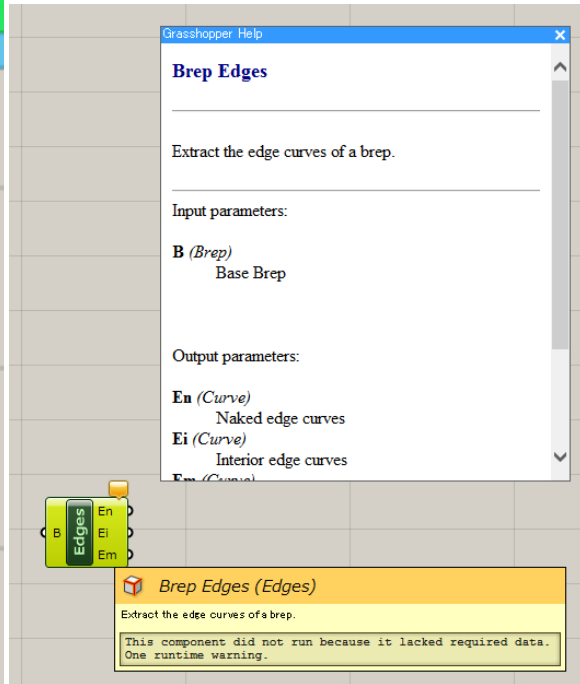 Grasshopper Help
Brep Edges
Extract the edge curves of a brep.
Input parameters:
B (Brep)
Base Brep
Output parameters:
En (Curve)
Naked edge curves
Ei (Curve)
Interior edge curves
Em (Curve)
B Edges En
Ei
Em
Brep Edges (Edges)
Extract the edge curves of a brep.
This component did not run because it lacked required data.
One runtime warning.